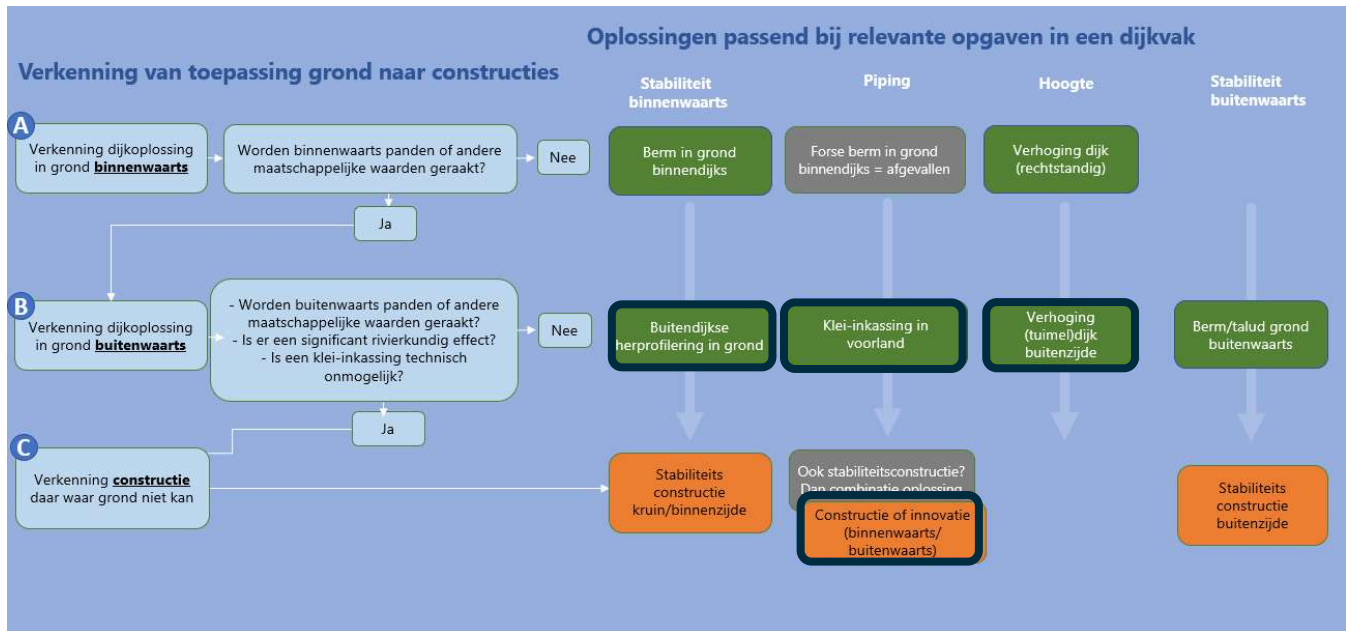 Oplossingen passend bij relevante opgaven in een dijkvak
Verkenning van toepassing grond naar constructies
Stabiliteit
binnenwaarts
Piping
Hoogte
Stabiliteit
buitenwaarts
A
Verkenning dijkoplossing
in grond binnenwaarts
Worden binnenwaarts panden of andere
maatschappelijke waarden geraakt?
Nee
Berm in grond
binnendijks
Forse berm in grond
binnendijks = afgevallen
Verhoging dijk
(rechtstandig)
Ja
B
Verkenning dijkoplossing
in grond buitenwaarts
- Worden buitenwaarts panden of andere
maatschappelijke waarden geraakt?
- Is er een significant rivierkundig effect?
- Is een klei-inkassing technisch
onmogelijk?
Nee
Buitendijkse
herprofilering in grond
Klei-inkassing in
voorland
Verhoging
(tuimel)dijk
buitenzijde
Berm/talud grond
buitenwaarts
Ja
C
Verkenning constructie
daar waar grond niet kan
Stabiliteits
constructie
kruin/binnenzijde
Ook stabiliteitsconstructie?
Dan combinatie oplossing
Constructie of innovatie
(binnenwaarts/
buitenwaarts)
Stabiliteits
constructie
buitenzijde